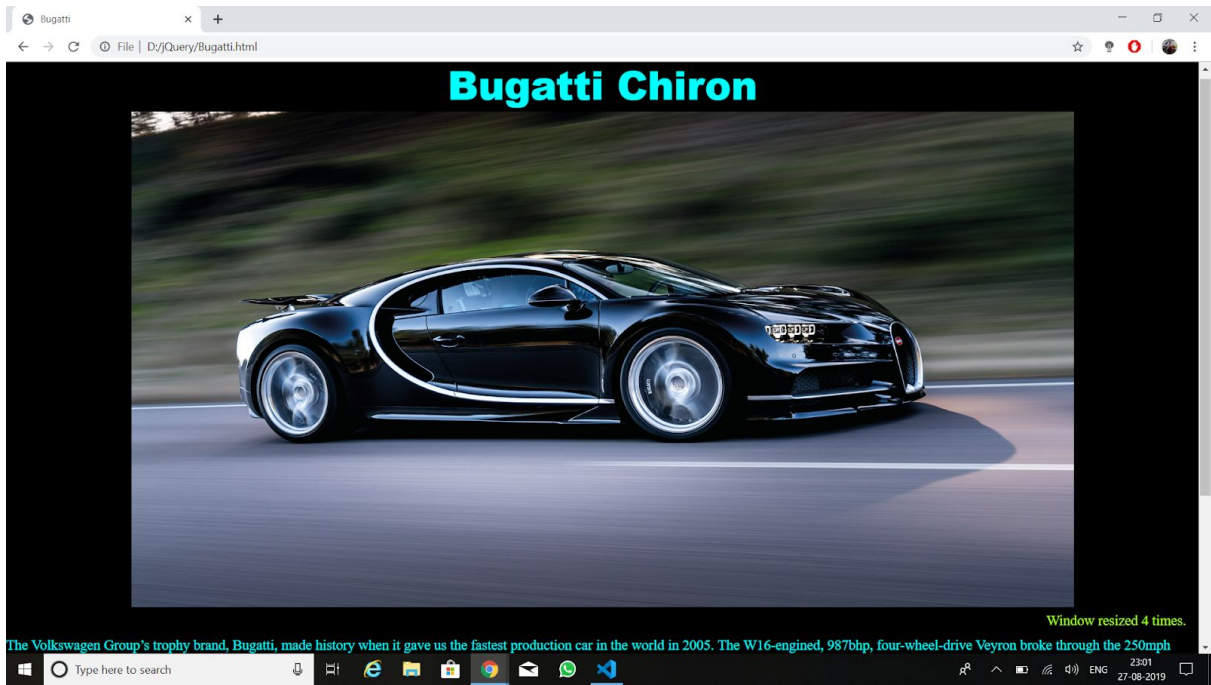 Bugatti
File | D:/jQuery/Bugatti.html
Bugatti Chiron
Window resized 4 times.
The Volkswagen Group’s trophy brand, Bugatti, made history when it gave us the fastest production car in the world in 2005. The W16-engined, 987bhp, four-wheel-drive Veyron broke through the 250mph
Type here to search
ENG
23:01
27-08-2019